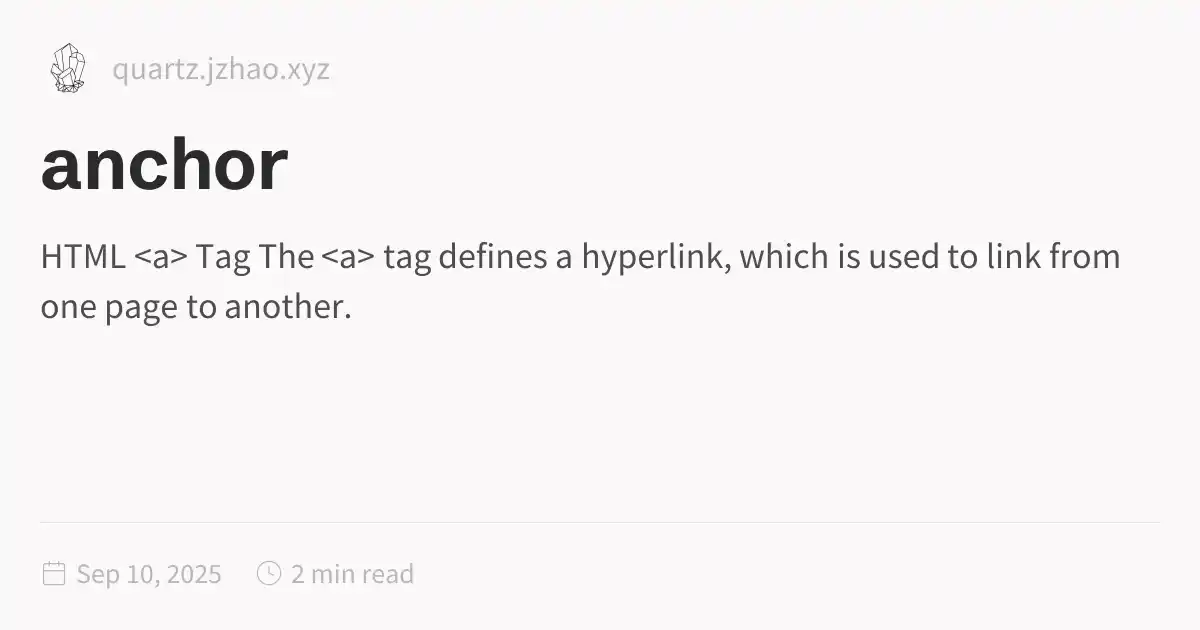 quartz.jzhao.xyz
anchor
HTML <a> Tag The <a> tag defines a hyperlink, which is used to link from
one page to another.
Sep 10, 2025 2 min read